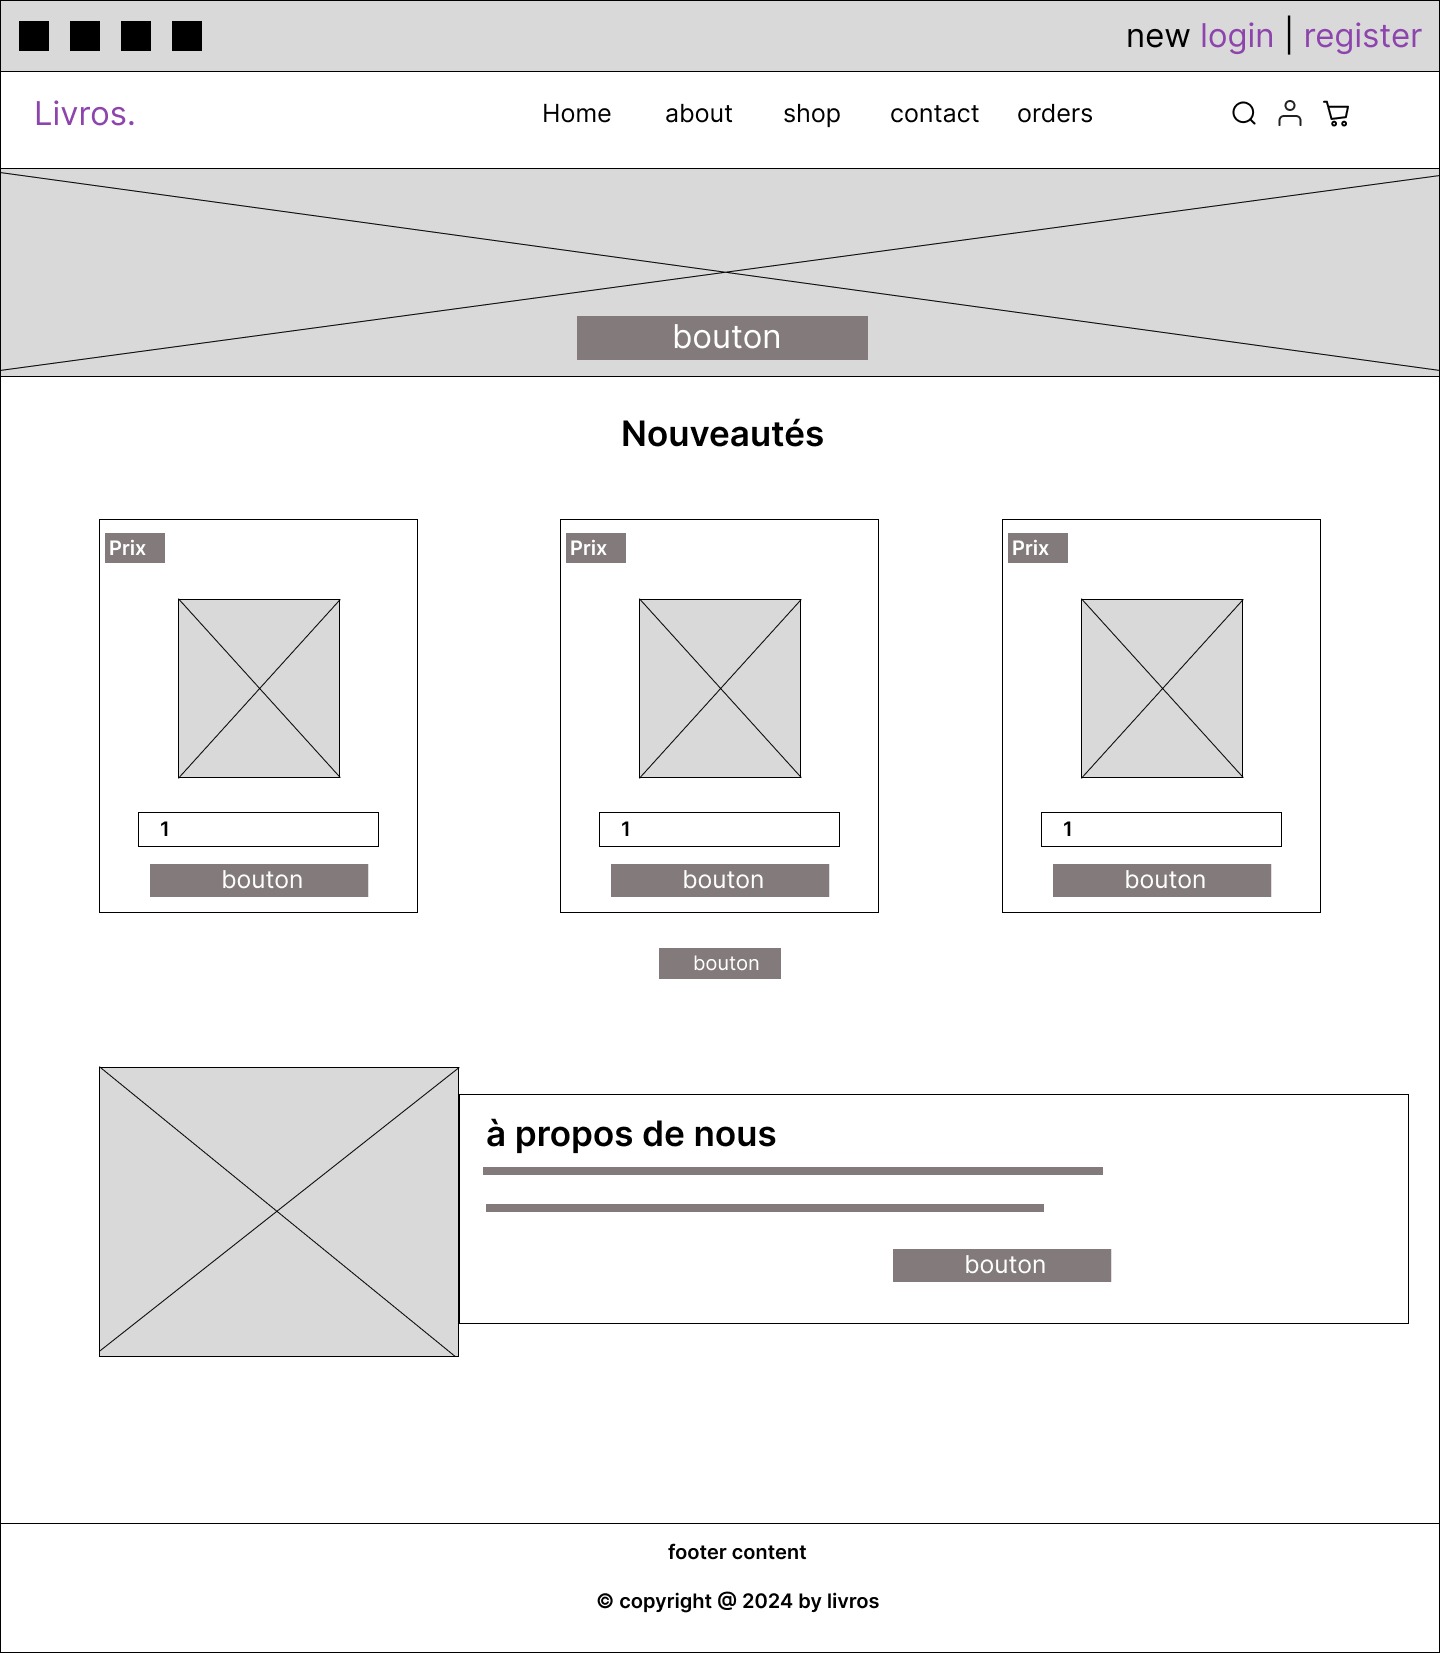 new login | register
Livros.
Home about shop contact orders
bouton
Nouveautés
Prix Prix Prix
1 1 1
bouton bouton bouton
bouton
à propos de nous
bouton
footer content
© copyright @ 2024 by livros